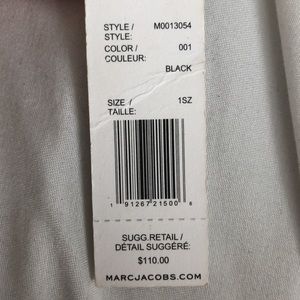 STYLE / M0013054
STYLE:
COLOR / 001
COULEUR:
BLACK
SIZE / 1SZ
TAILLE:
1 91267 21500 6
SUGG.RETAIL /
DÉTAIL SUGGÉRÉ:
$110.00
MARCJACOBS.COM